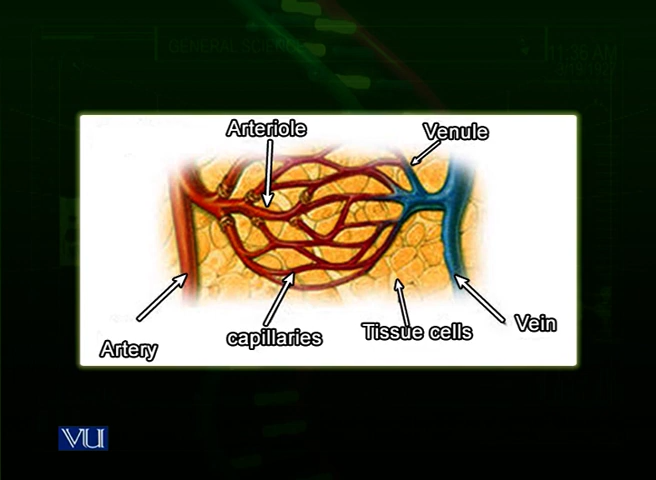 GENERAL SCIENCE
Arteriole
Venule
Artery
capillaries
Tissue cells
Vein
VU